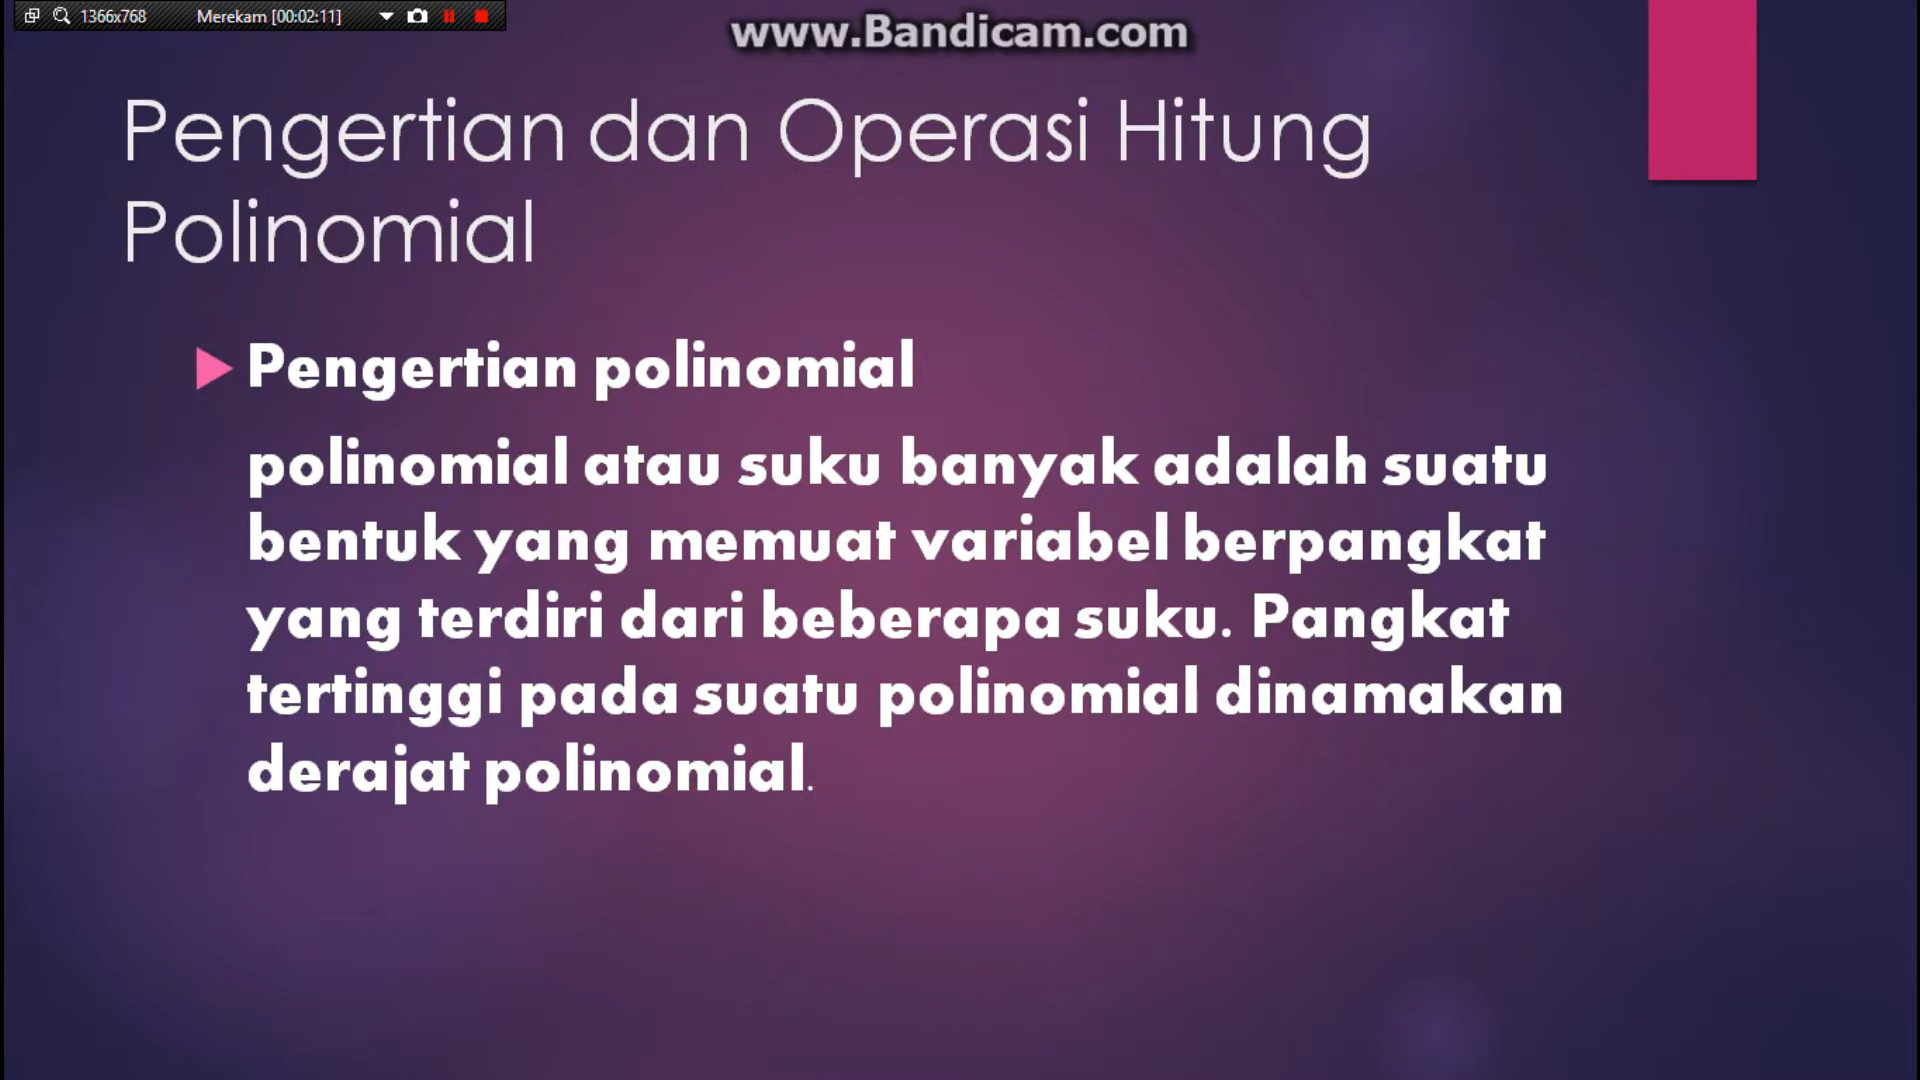 1366x768 Merekam [00:02:11]
www.Bandicam.com
Pengertian dan Operasi Hitung
Polinomial
Pengertian polinomial
polinomial atau suku banyak adalah suatu
bentuk yang memuat variabel berpangkat
yang terdiri dari beberapa suku. Pangkat
tertinggi pada suatu polinomial dinamakan
derajat polinomial.